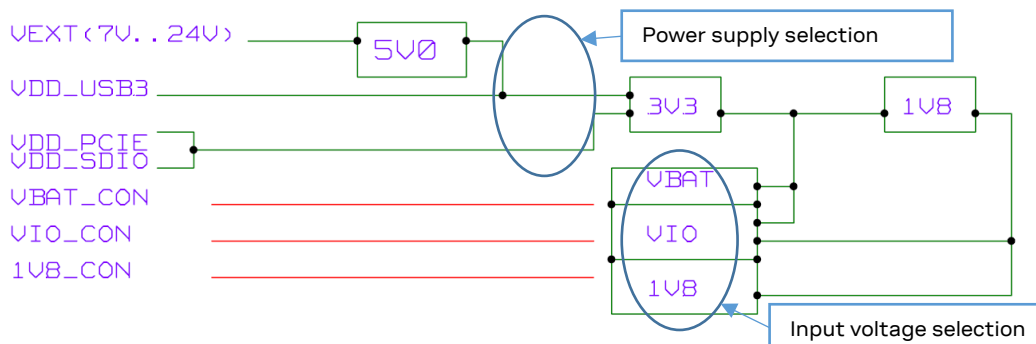 VEXT(7V..24V)
5V0
Power supply selection
VDD_USB3
3V3
1V8
VDD_PCIE
VDD_SDIO
VBAT
VBAT_CON
VIO_CON
VIO
1V8_CON
1V8
Input voltage selection